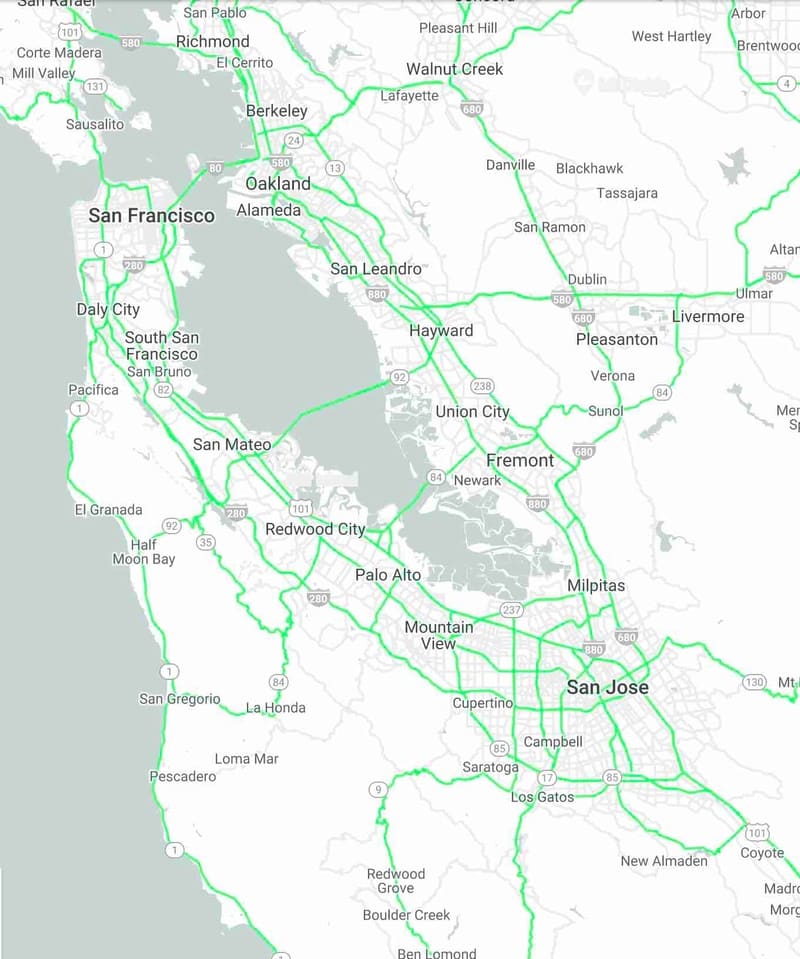 San Rafael
San Pablo
Concord
Arbor
101
Pleasant Hill
580
Richmond
West Hartley
Brentwood
Corte Madera
El Cerrito
Walnut Creek
Mill Valley
131
Lafayette
4
Berkeley
680
Sausalito
24
580
13
80
Danville
Blackhawk
Oakland
Tassajara
San Francisco
Alameda
San Ramon
1
280
San Leandro
Altar
Dublin
580
880
580
Ulmar
Daly City
680
Livermore
South San
Francisco
Hayward
Pleasanton
San Bruno
92
Verona
Pacifica
82
238
84
1
Union City
Sunol
San Mateo
680
Fremont
84
Newark
El Granada
280
101
880
92
Redwood City
Half
Moon Bay
35
Palo Alto
Milpitas
280
237
Mountain
View
680
880
1
84
San Jose
130
Mt
San Gregorio
La Honda
Cupertino
Campbell
85
Loma Mar
Saratoga
Pescadero
17
85
9
Los Gatos
101
1
New Almaden
Coyote
Redwood
Grove
Madro
Morg
Boulder Creek
Ben Lomond